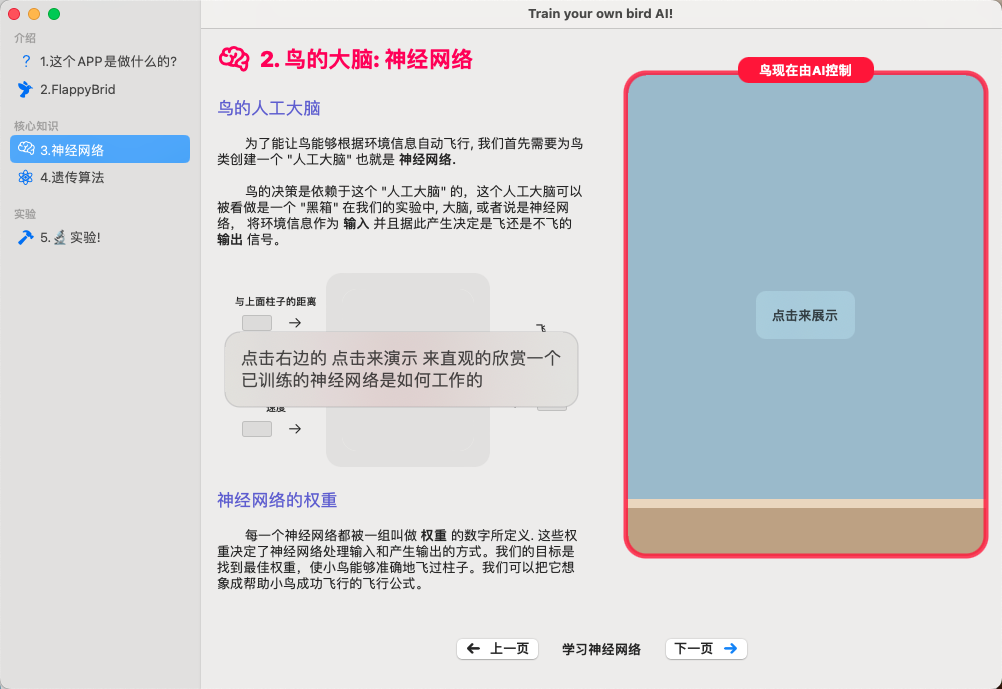 Train your own bird AI!
介绍
? 1.这个APP是做什么的?
2.FlappyBrid
核心知识
3.神经网络
4.遗传算法
实验
5.🔬实验!
2. 鸟的大脑: 神经网络
鸟的人工大脑
为了能让鸟能够根据环境信息自动飞行, 我们首先需要为鸟
类创建一个 "人工大脑" 也就是 神经网络.
鸟的决策是依赖于这个 "人工大脑" 的，这个人工大脑可以
被看做是一个 "黑箱" 在我们的实验中, 大脑, 或者说是神经网
络， 将环境信息作为 输入 并且据此产生决定是飞还是不飞的
输出 信号。
与上面柱子的距离
点击右边的 点击来演示 来直观的欣赏一个
已训练的神经网络是如何工作的
速度
神经网络的权重
每一个神经网络都被一组叫做 权重 的数字所定义. 这些权
重决定了神经网络处理输入和产生输出的方式。我们的目标是
找到最佳权重，使小鸟能够准确地飞过柱子。我们可以把它想
象成帮助小鸟成功飞行的飞行公式。
鸟现在由AI控制
点击来展示
← 上一页
学习神经网络
下一页 →